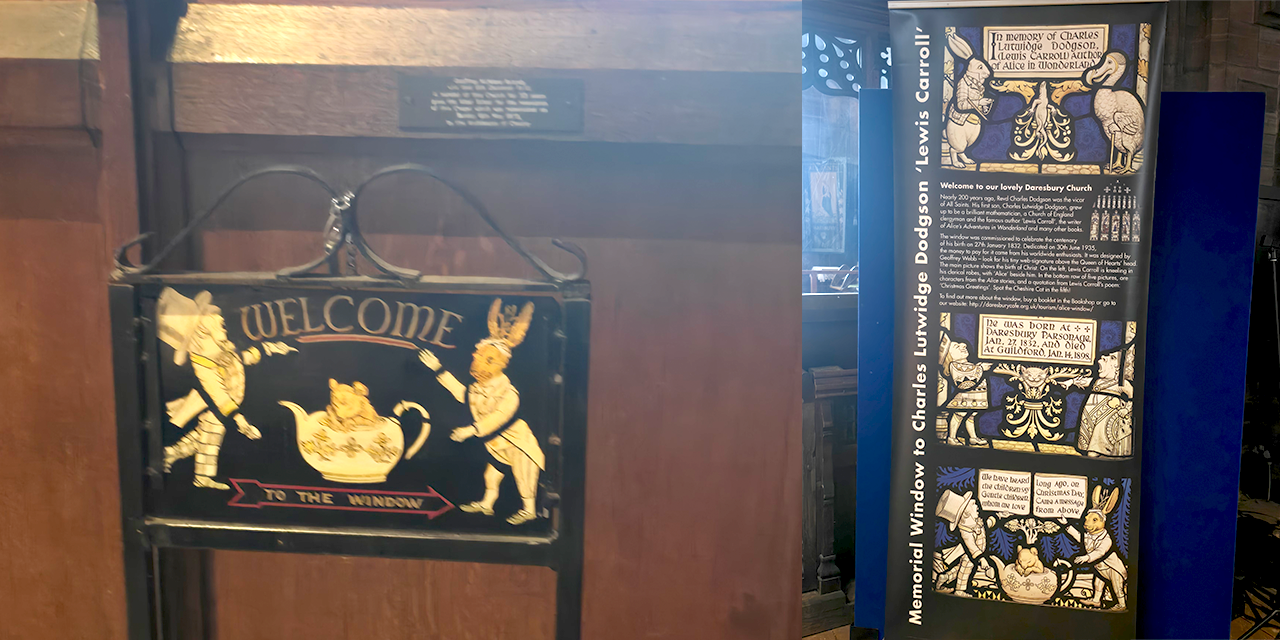 WELCOME
TO THE WINDOW
Memorial Window to Charles Lutwidge Dodgson 'Lewis Carroll'
In memory of Charles
Lutwidge Dodgson,
(Lewis Carroll) Author
of Alice in Wonderland
Welcome to our lovely Daresbury Church
Nearly 200 years ago, Revd Charles Dodgson was the vicar
of All Saints. His first son, Charles Lutwidge Dodgson, grew
up to be a brilliant mathematician, a Church of England
clergyman and the famous author 'Lewis Carroll', the writer
of Alice's Adventures in Wonderland and many other books.
The window was commissioned to celebrate the centenary
of his birth on 27th January 1832. Dedicated on 30th June 1935,
the money to pay for it came from his worldwide enthusiasts. It was designed by
Geoffrey Webb – look for his tiny web-signature above the Queen of Hearts' head.
The main picture shows the birth of Christ. On the left, Lewis Carroll is kneeling in
his clerical robes, with 'Alice' beside him. In the bottom row of five pictures, are
characters from the Alice stories, and a quotation from Lewis Carroll's poem:
'Christmas Greetings'. Spot the Cheshire Cat in the fifth!
To find out more about the window, buy a booklet in the Bookshop or go to
our website: http://daresburycofe.org.uk/tourism/alice-window/
He was born at
Daresbury Parsonage,
Jan. 27, 1832, and died
at Guildford, Jan. 14, 1898.
We have heard
the children say
Gentle children,
whom we love
Long ago, on
Christmas Day,
Came a message
from above